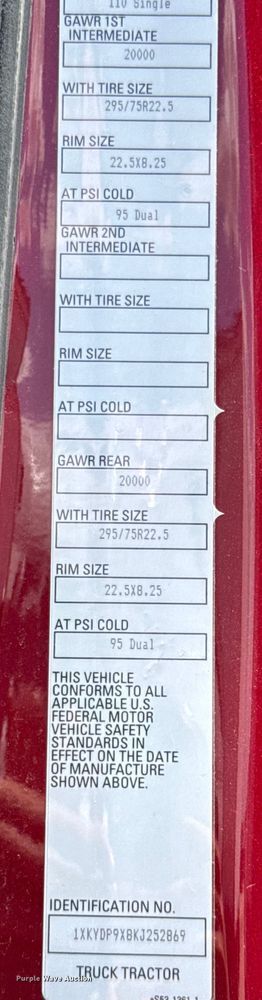 110 Single
GAWR 1ST
INTERMEDIATE
20000
WITH TIRE SIZE
295/75R22.5
RIM SIZE
22.5X8.25
AT PSI COLD
95 Dual
GAWR 2ND
INTERMEDIATE
WITH TIRE SIZE
RIM SIZE
AT PSI COLD
GAWR REAR
20000
WITH TIRE SIZE
295/75R22.5
RIM SIZE
22.5X8.25
AT PSI COLD
95 Dual
THIS VEHICLE
CONFORMS TO ALL
APPLICABLE U.S.
FEDERAL MOTOR
VEHICLE SAFETY
STANDARDS IN
EFFECT ON THE DATE
OF MANUFACTURE
SHOWN ABOVE.
IDENTIFICATION NO.
1XKYDP9X8KJ252869
Purple Wave Auction
TRUCK TRACTOR